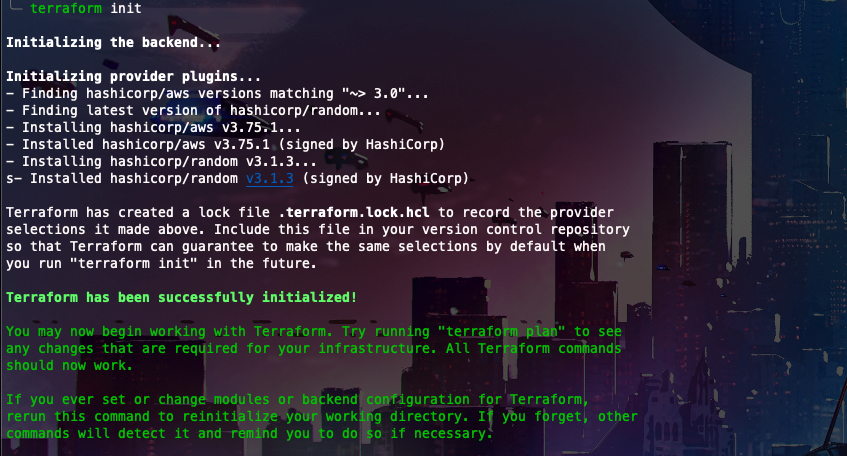 terraform init
Initializing the backend...
Initializing provider plugins...
- Finding hashicorp/aws versions matching "~> 3.0"...
- Finding latest version of hashicorp/random...
- Installing hashicorp/aws v3.75.1...
- Installed hashicorp/aws v3.75.1 (signed by HashiCorp)
- Installing hashicorp/random v3.1.3...
s- Installed hashicorp/random v3.1.3 (signed by HashiCorp)
Terraform has created a lock file .terraform.lock.hcl to record the provider
selections it made above. Include this file in your version control repository
so that Terraform can guarantee to make the same selections by default when
you run "terraform init" in the future.
Terraform has been successfully initialized!
You may now begin working with Terraform. Try running "terraform plan" to see
any changes that are required for your infrastructure. All Terraform commands
should now work.
If you ever set or change modules or backend configuration for Terraform,
rerun this command to reinitialize your working directory. If you forget, other
commands will detect it and remind you to do so if necessary.